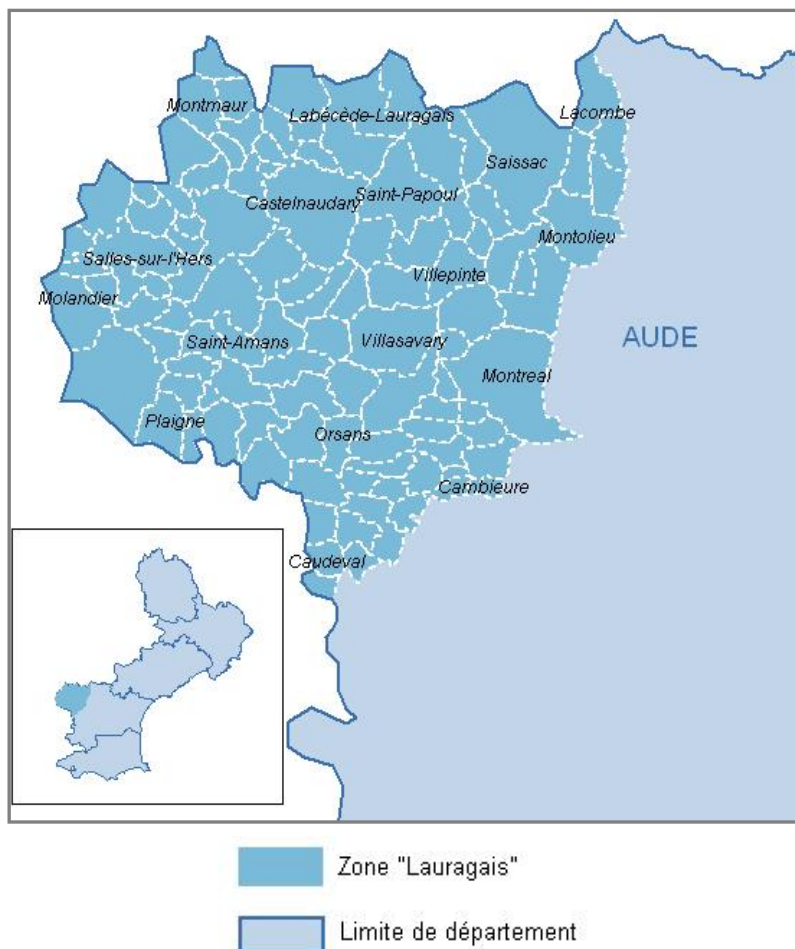 Montmaur
Labécède-Lauragais
Lacombe
Saissac
Castelnaudary
Saint-Papoul
Montolieu
Salles-sur-l'Hers
Villepinte
Molandier
Saint-Amans
Villasavary
AUDE
Montreal
Plaigne
Orsans
Cambieure
Caudeval
Zone "Lauragais"
Limite de département